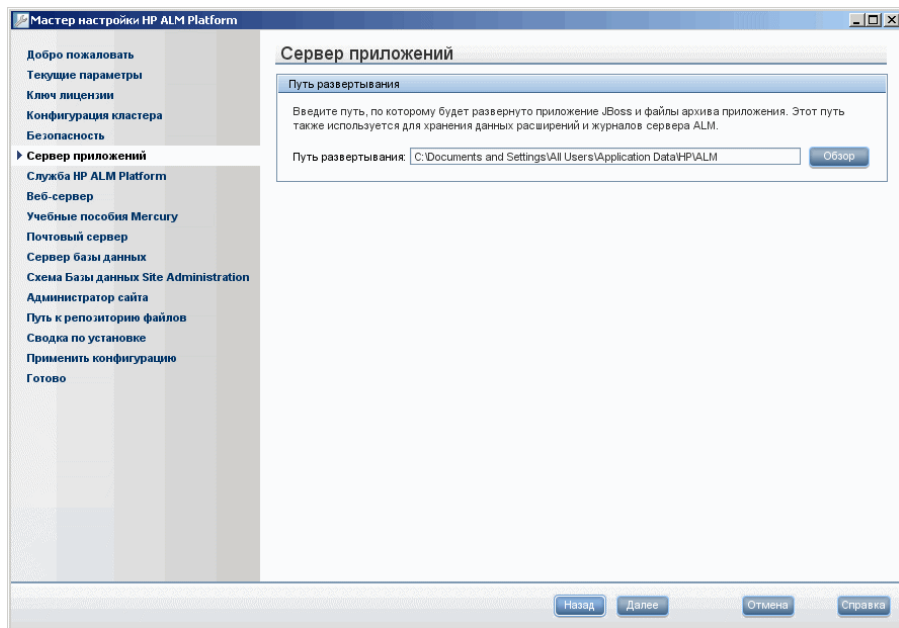 Мастер настройки HP ALM Platform
Добро пожаловать
Текущие параметры
Ключ лицензии
Конфигурация кластера
Безопасность
Сервер приложений
Служба HP ALM Platform
Веб-сервер
Учебные пособия Mercury
Почтовый сервер
Сервер базы данных
Схема Базы данных Site Administration
Администратор сайта
Путь к репозиторию файлов
Сводка по установке
Применить конфигурацию
Готово
Сервер приложений
Путь развертывания
Введите путь, по которому будет развернуто приложение JBoss и файлы архива приложения. Этот путь
также используется для хранения данных расширений и журналов сервера ALM.
Путь развертывания: C:\Documents and Settings\All Users\Application Data\HP\ALM Обзор
Назад Далее Отмена Справка